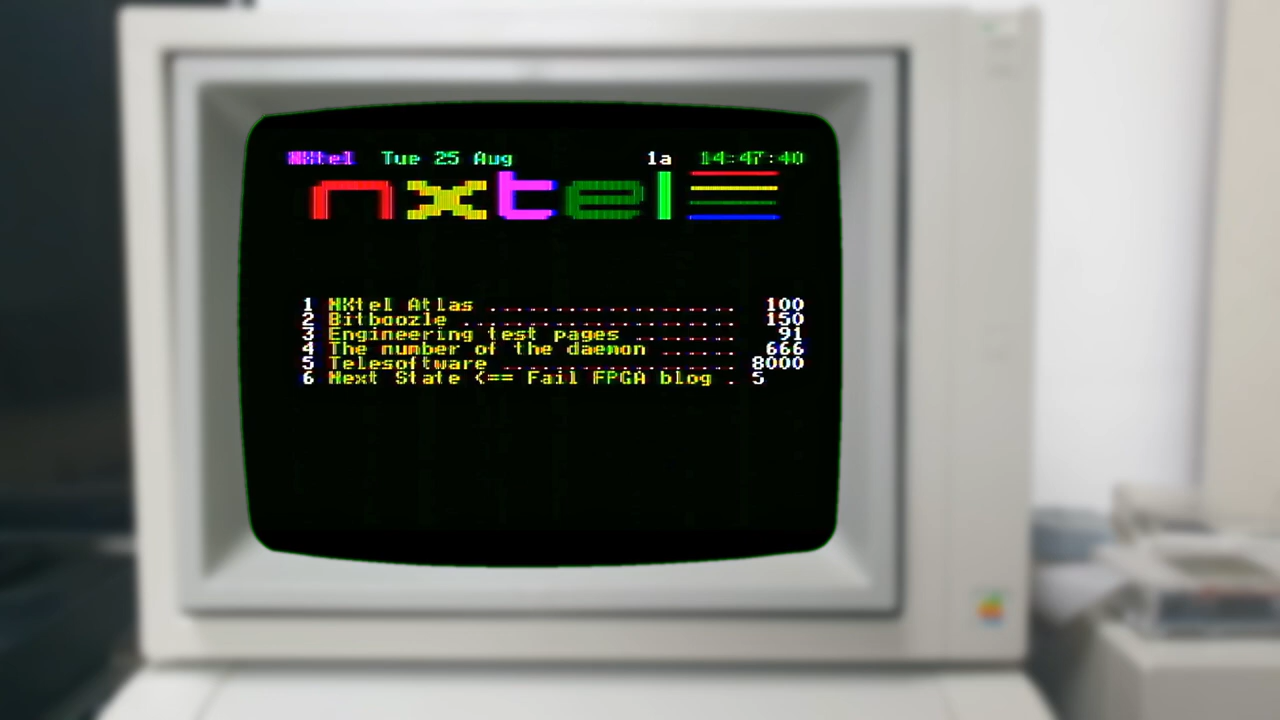 NXtel Tue 25 Aug 1a 14:47:40
nxtel
1 NXtel Atlas ................... 100
2 Bitboozle ...................... 150
3 Engineering test pages ........ 91
4 The number of the daemon ...... 666
5 Telesoftware .................. 8000
6 Next State <== Fail FPGA blog . 5